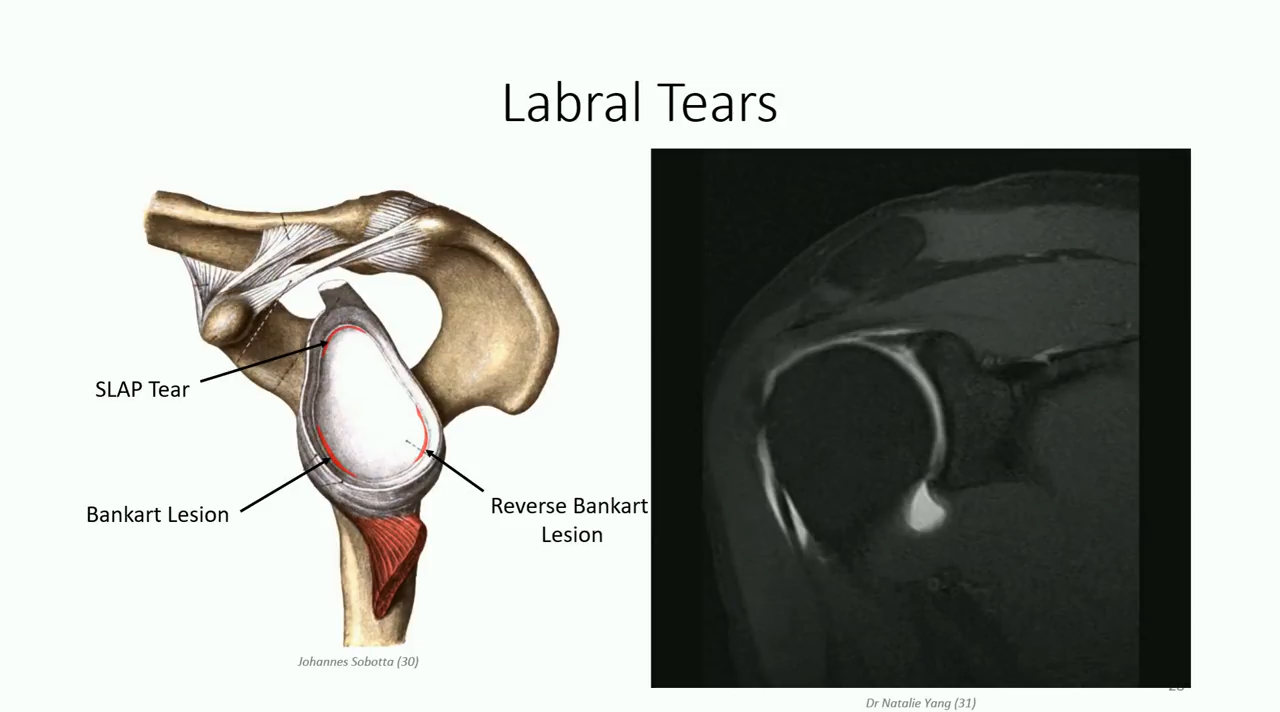 Labral Tears
SLAP Tear
Bankart Lesion
Reverse Bankart
Lesion
Johannes Sobotta (30)
Dr Natalie Yang (31)